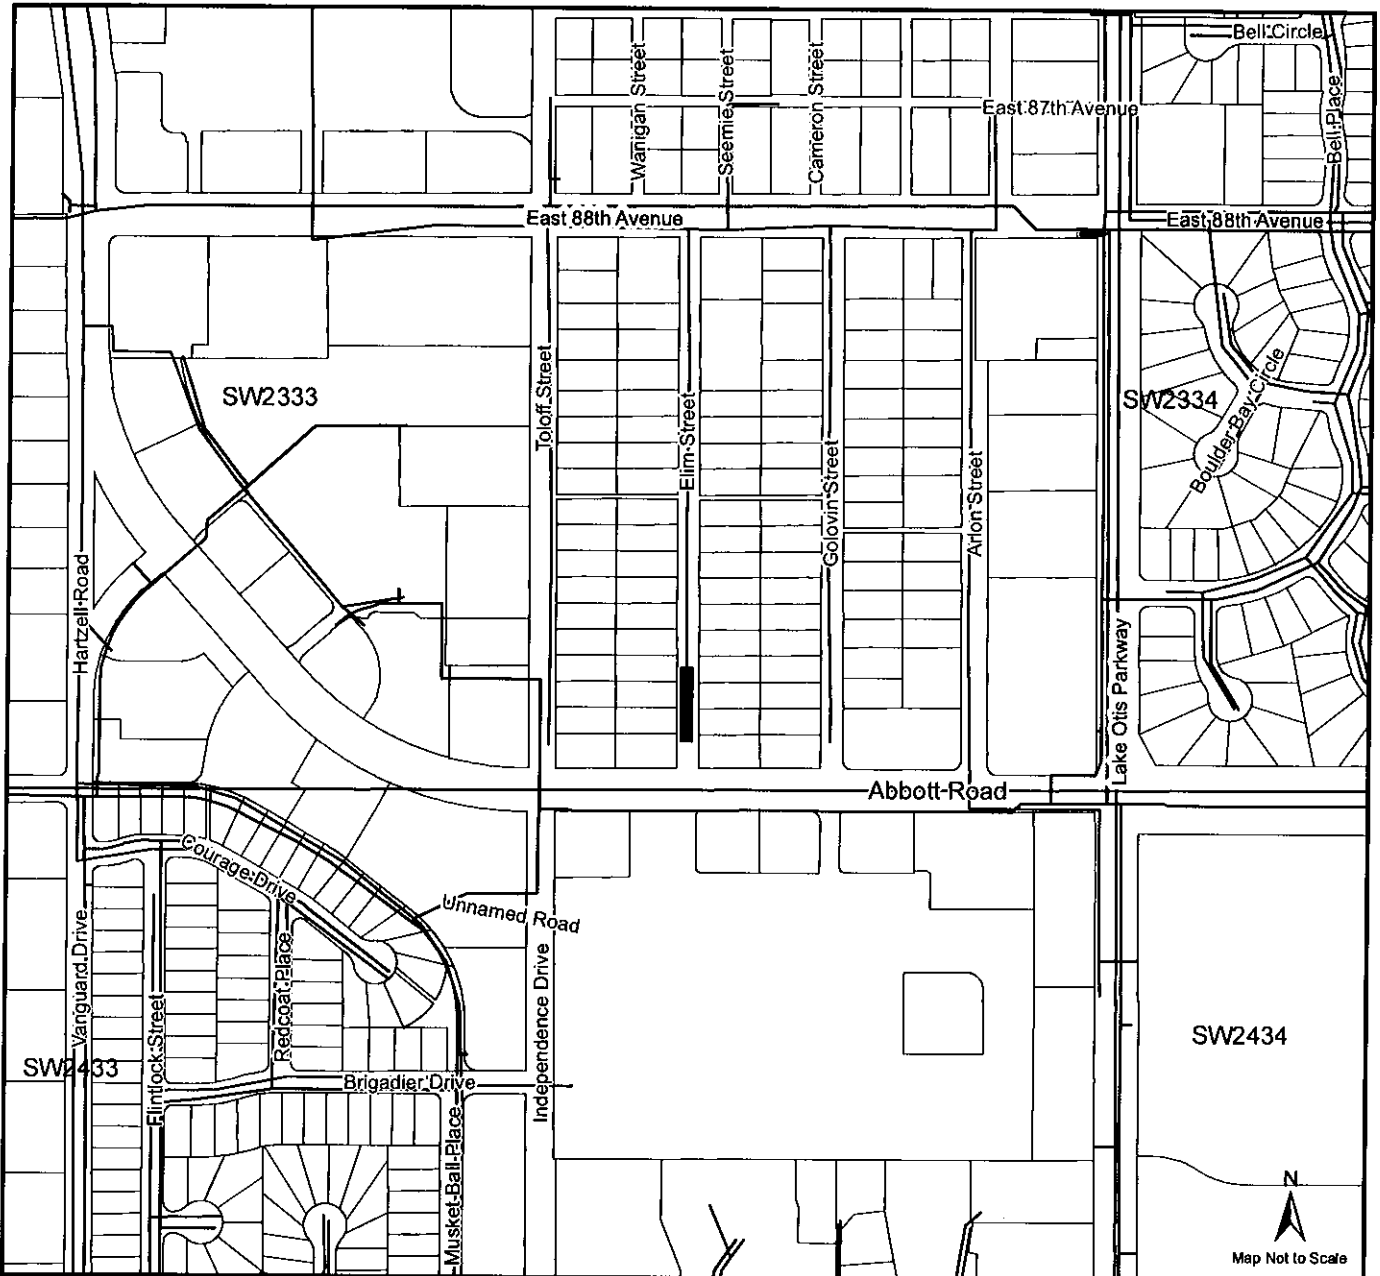 Bell Circle
Wanigan Street
Seemie Street
Cameron Street
East 87th Avenue
Bell Place
East 88th Avenue
East 88th Avenue
SW2333
Toloff Street
Elim Street
Golovin Street
Arlon Street
SW2334
Boulder Bay Circle
Hartzell Road
Lake Otis Parkway
Abbott Road
Courage Drive
Unnamed Road
Vanguard Drive
Flintlock Street
Redcoat Place
Independence Drive
SW2433
SW2434
Brigadier Drive
Musket Ball Place
N
Map Not to Scale